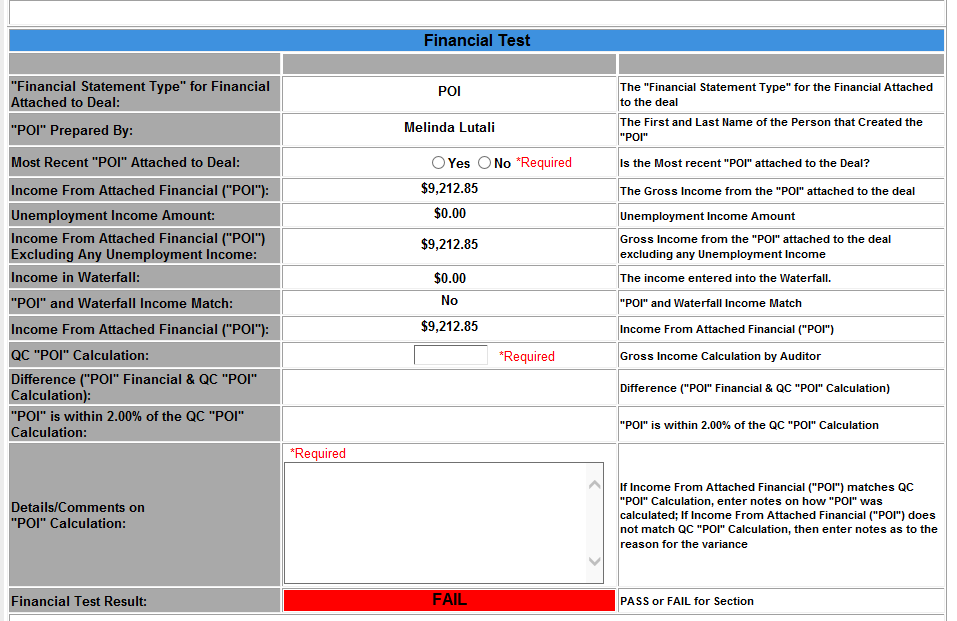 Financial Test
"Financial Statement Type" for Financial
Attached to Deal:
POI
The "Financial Statement Type" for the Financial Attached
to the deal
"POI" Prepared By:
Melinda Lutali
The First and Last Name of the Person that Created the
"POI"
Most Recent "POI" Attached to Deal:
Yes No *Required
Is the Most recent "POI" attached to the Deal?
Income From Attached Financial ("POI"):
$9,212.85
The Gross Income from the "POI" attached to the deal
Unemployment Income Amount:
$0.00
Unemployment Income Amount
Income From Attached Financial ("POI")
Excluding Any Unemployment Income:
$9,212.85
Gross Income from the "POI" attached to the deal
excluding any Unemployment Income
Income in Waterfall:
$0.00
The income entered into the Waterfall.
"POI" and Waterfall Income Match:
No
"POI" and Waterfall Income Match
Income From Attached Financial ("POI"):
$9,212.85
Income From Attached Financial ("POI")
QC "POI" Calculation:
*Required
Gross Income Calculation by Auditor
Difference ("POI" Financial & QC "POI"
Calculation):
Difference ("POI" Financial & QC "POI" Calculation)
"POI" is within 2.00% of the QC "POI"
Calculation:
"POI" is within 2.00% of the QC "POI" Calculation
Details/Comments on
"POI" Calculation:
*Required
If Income From Attached Financial ("POI") matches QC
"POI" Calculation, enter notes on how "POI" was
calculated; If Income From Attached Financial ("POI") does
not match QC "POI" Calculation, then enter notes as to the
reason for the variance
Financial Test Result:
FAIL
PASS or FAIL for Section